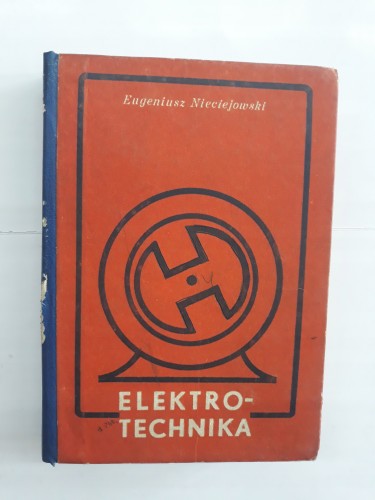 Eugeniusz Nieciejowski
ELEKTRO-
TECHNIKA